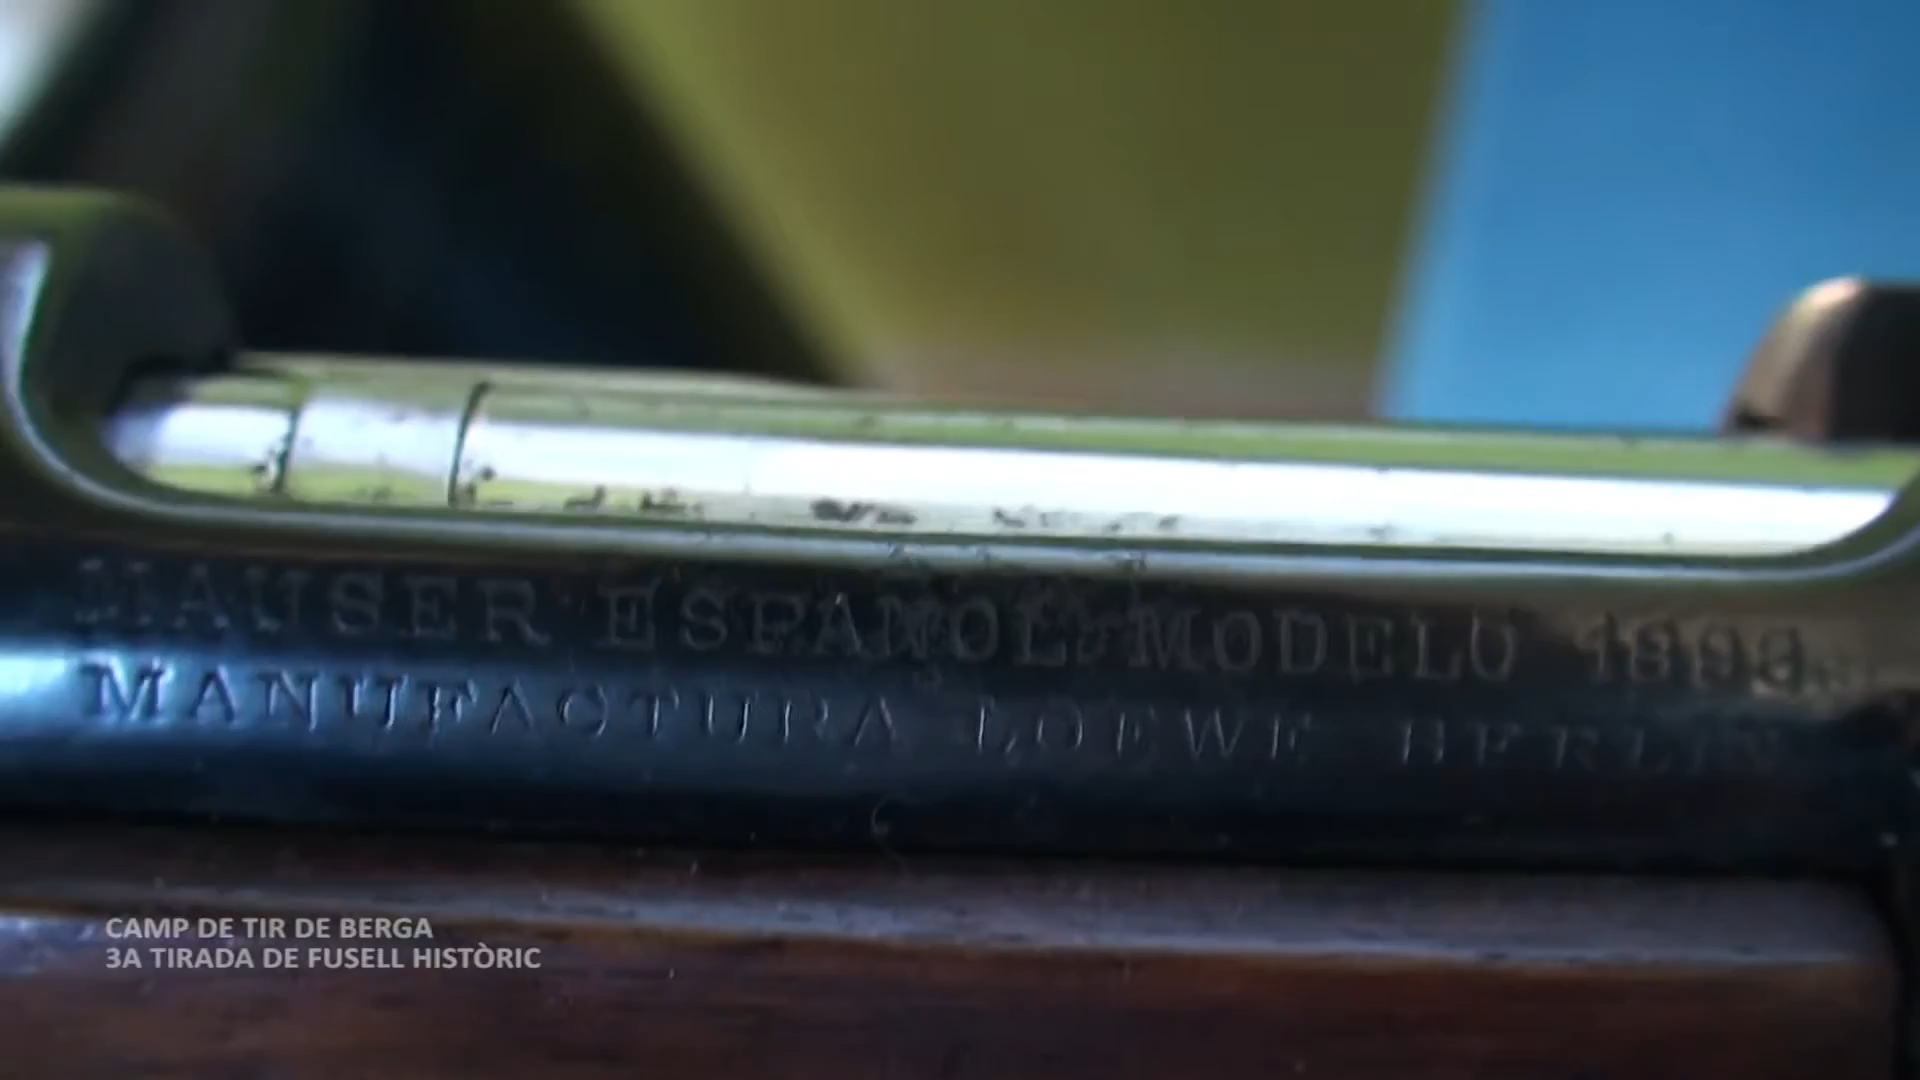 MAUSER ESPAÑOL MODELO 1893
MANUFACTURA LOEWE BERLIN
CAMP DE TIR DE BERGA
3A TIRADA DE FUSELL HISTÒRIC